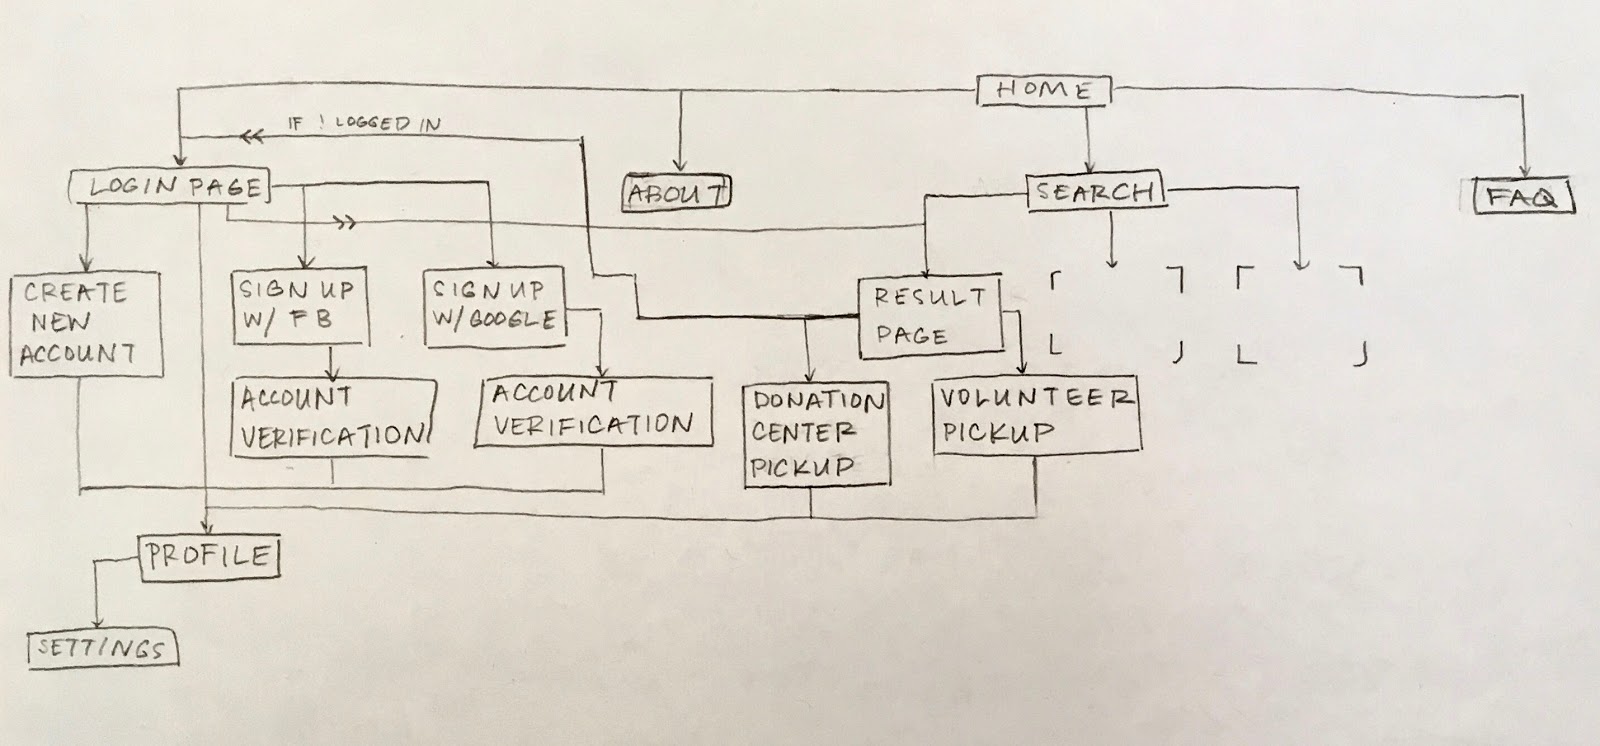 HOME
IF ! LOGGED IN
LOGIN PAGE
ABOUT
SEARCH
FAQ
CREATE
NEW
ACCOUNT
SIGN UP
W/ FB
SIGN UP
W/ GOOGLE
RESULT
PAGE
ACCOUNT
VERIFICATION
ACCOUNT
VERIFICATION
DONATION
CENTER
PICKUP
VOLUNTEER
PICKUP
PROFILE
SETTINGS